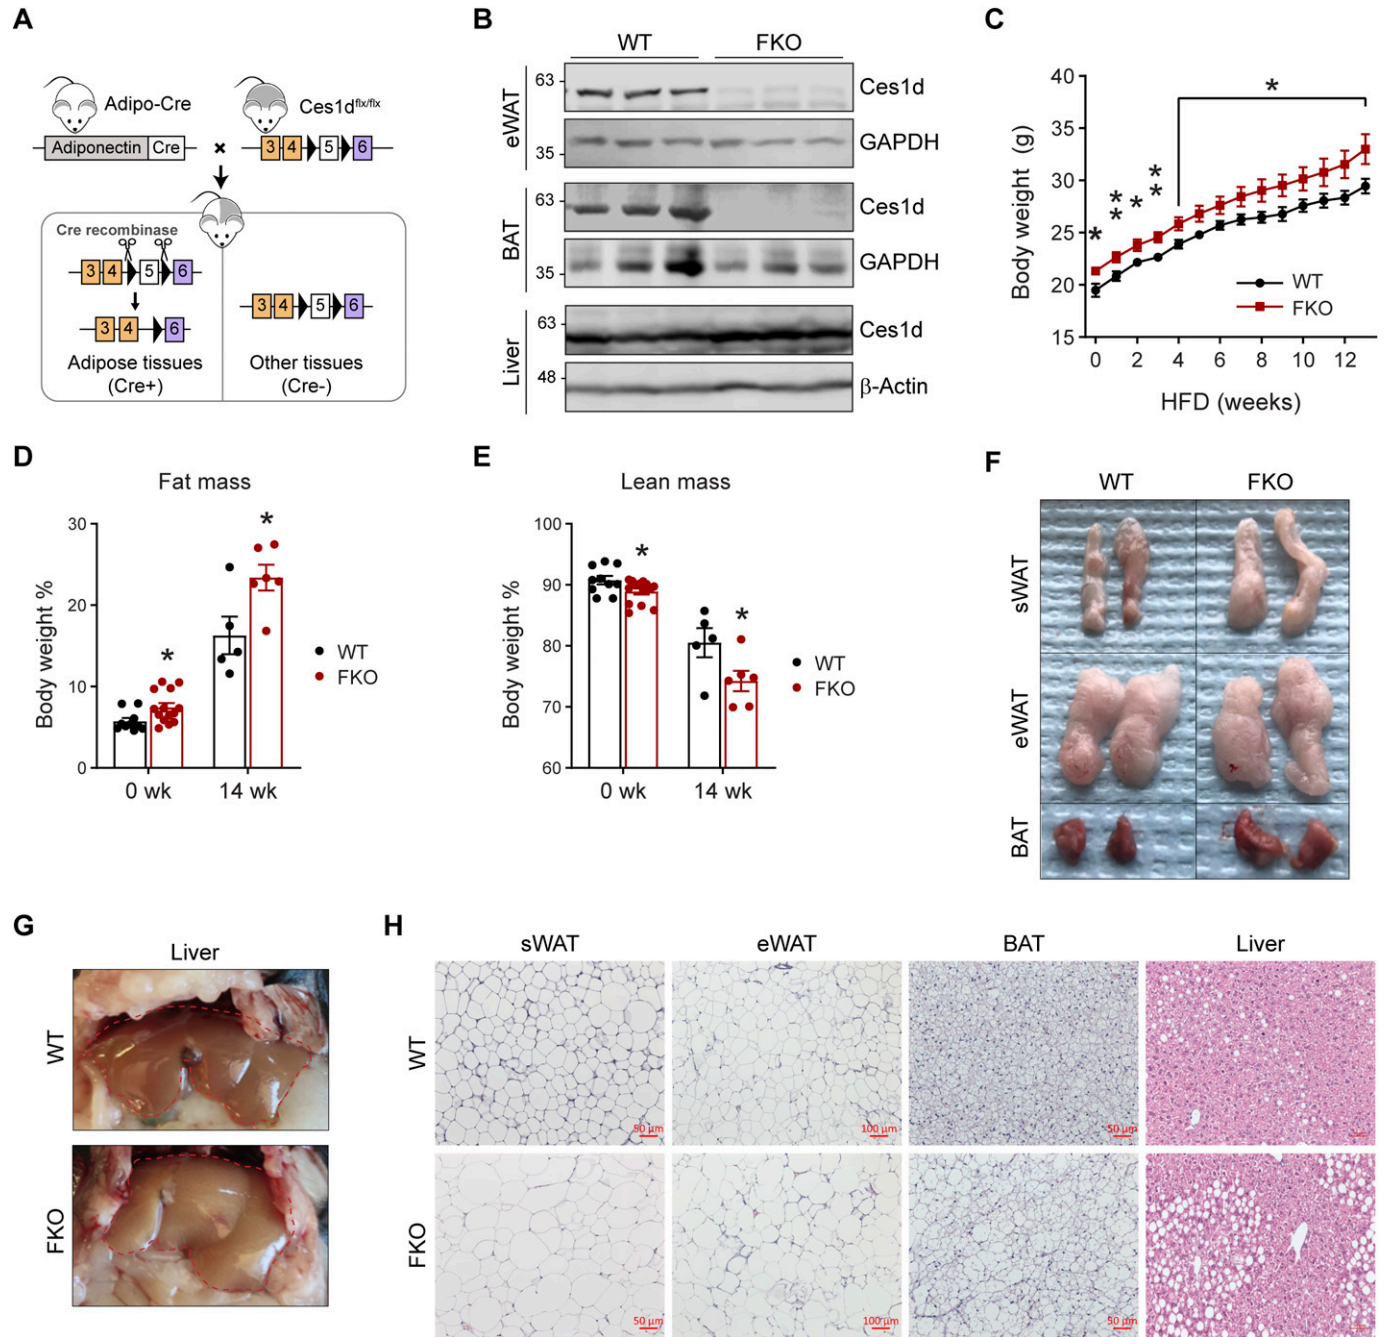 A
Adipo-Cre
Ces1d flx/flx
Adiponectin Cre
×
3 4 5 6
Cre recombinase
3 4 5 6
3 4 6
3 4 5 6
Adipose tissues
(Cre+)
Other tissues
(Cre-)
B
WT FKO
eWAT
63
Ces1d
35
GAPDH
BAT
63
Ces1d
35
GAPDH
Liver
63
Ces1d
48
β-Actin
C
Body weight (g)
40
35
30
25
20
15
*
* *
*
* *
*
WT
FKO
0 2 4 6 8 10 12
HFD (weeks)
D
Fat mass
Body weight %
30
20
10
0
*
*
WT
FKO
0 wk 14 wk
E
Lean mass
Body weight %
100
90
80
70
60
*
*
WT
FKO
0 wk 14 wk
F
WT FKO
sWAT
eWAT
BAT
G
Liver
WT
FKO
H
sWAT eWAT BAT Liver
WT
50 µm 100 µm 50 µm
FKO
50 µm 100 µm 50 µm